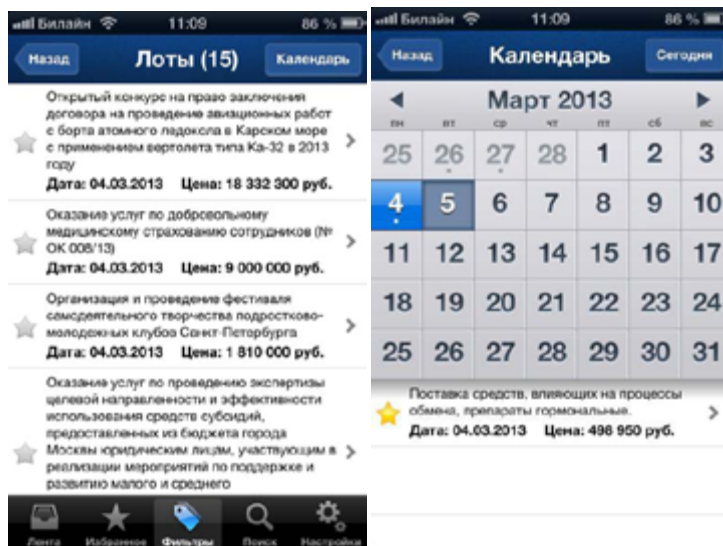 Билайн 11:09 86 %
Назад Лоты (15) Календарь
Открытый конкурс на право заключения
договора на проведение авиационных работ
с борта атомного ледокола в Карском море
с применением вертолета типа Ка-32 в 2013
году
Дата: 04.03.2013 Цена: 18 332 300 руб.
Оказание услуг по добровольному
медицинскому страхованию сотрудников (№
ОК 008/13)
Дата: 04.03.2013 Цена: 9 000 000 руб.
Организация и проведение фестиваля
самодеятельного творчества подростково-
молодежных клубов Санкт-Петербурга
Дата: 04.03.2013 Цена: 1 810 000 руб.
Оказание услуг по проведению экспертизы
целевой направленности и эффективности
использования средств субсидий,
предоставленных из бюджета города
Москвы юридическим лицам, участвующим в
реализации мероприятий по поддержке и
развитию малого и среднего
Лента Избранное Фильтры Поиск Настройки
Билайн 11:09 86 %
Назад Календарь Сегодня
Март 2013
пн вт ср чт пт сб вс
25 26 27 28 1 2 3
4 5 6 7 8 9 10
11 12 13 14 15 16 17
18 19 20 21 22 23 24
25 26 27 28 29 30 31
Поставка средств, влияющих на процессы
обмена, препараты гормональные.
Дата: 04.03.2013 Цена: 498 950 руб.